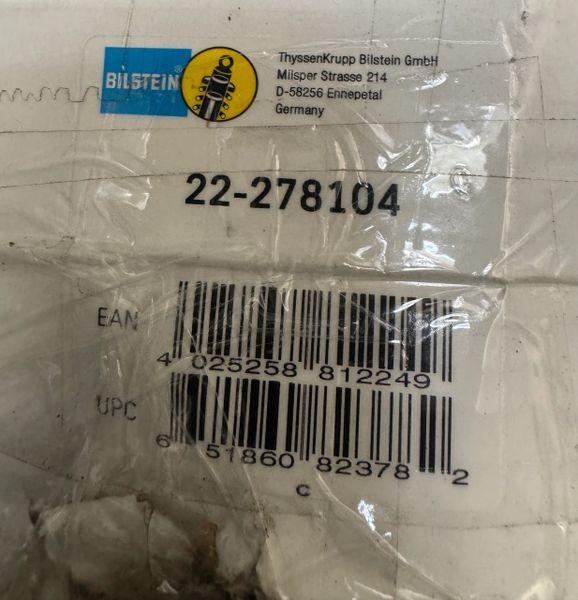 BILSTEIN®
ThyssenKrupp Bilstein GmbH
Milsper Strasse 214
D-58256 Ennepetal
Germany
22-278104
EAN
4 025258 812249
UPC
6 51860 82378 2
C